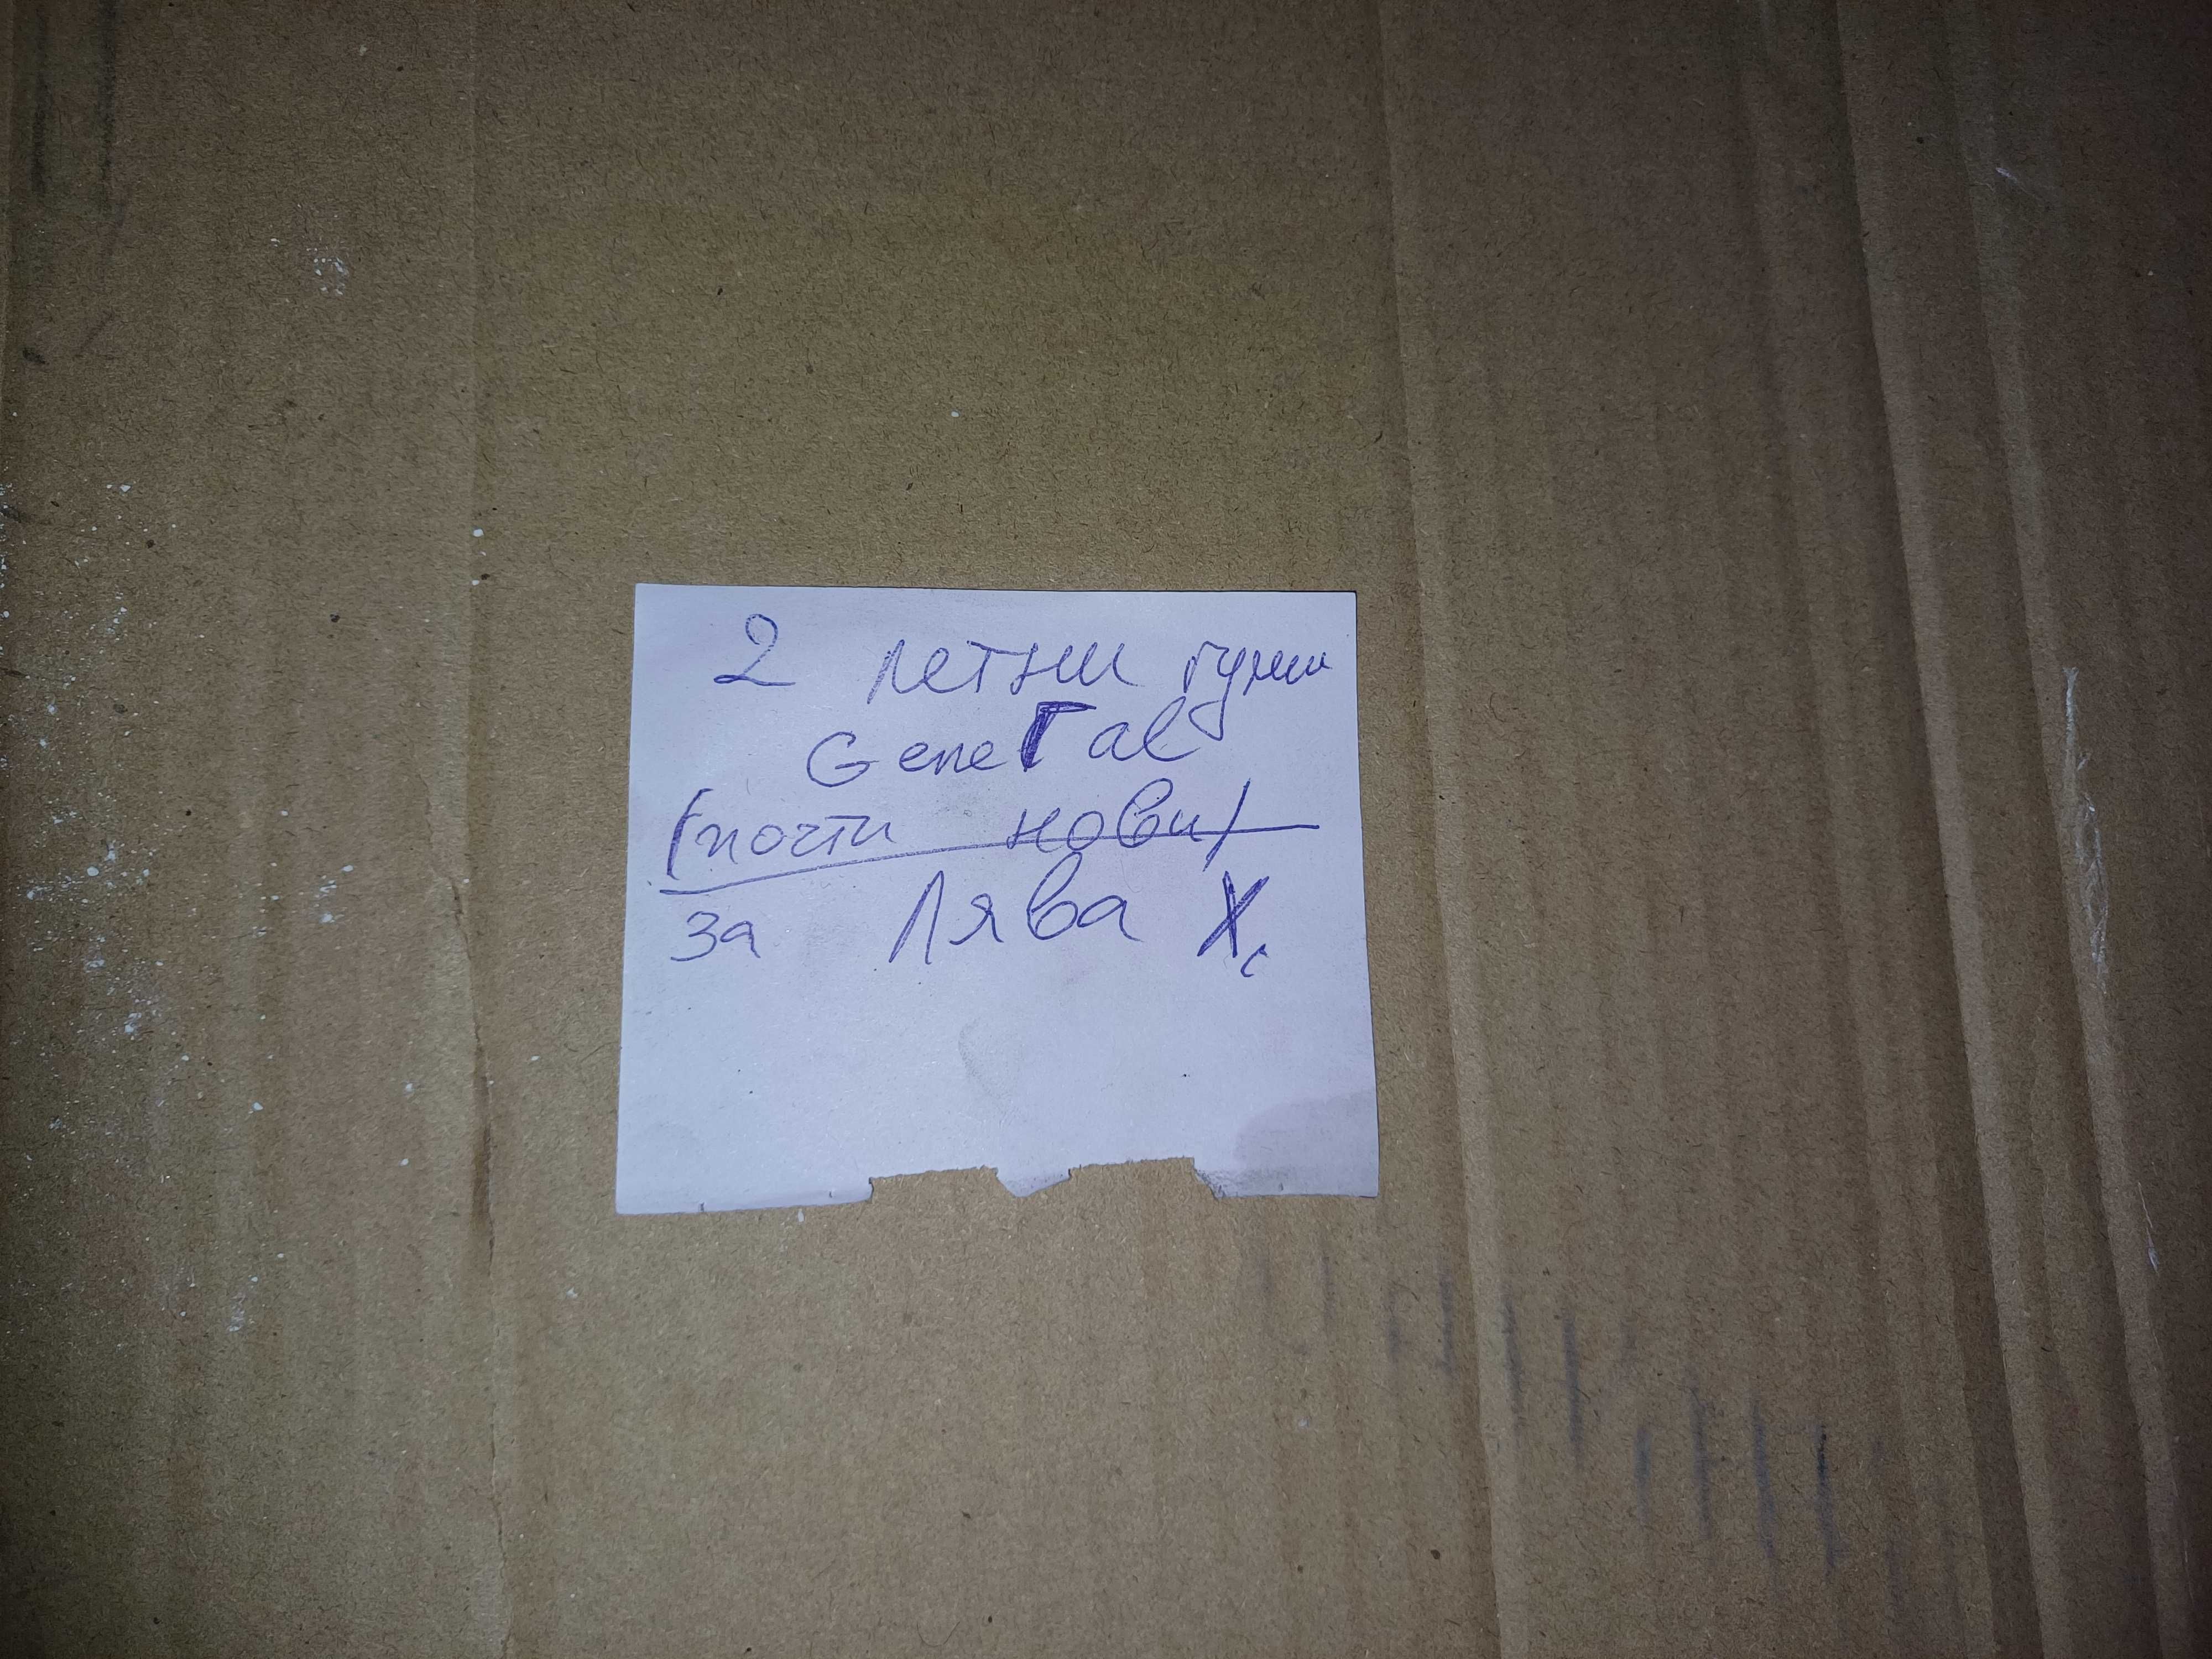 2 летни гуми
General
(почти нови)
за лява Х.